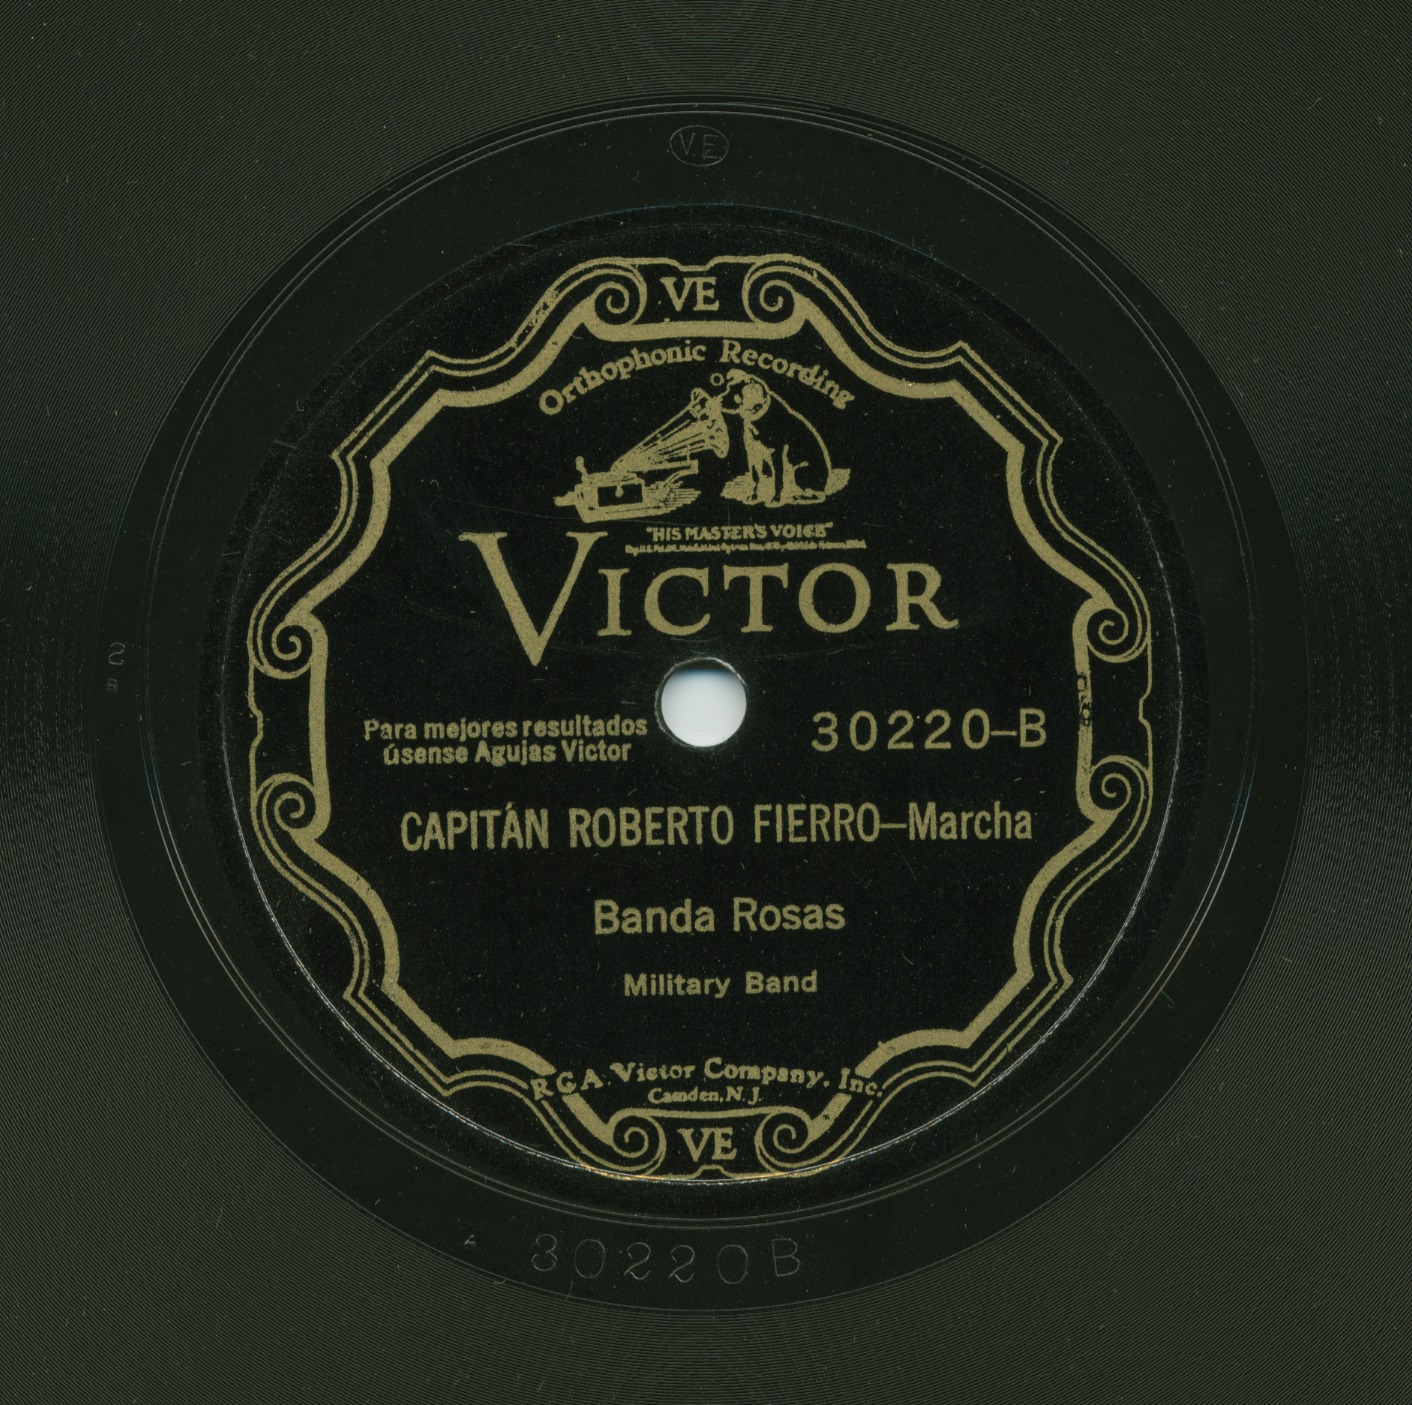 V.E
VE
Orthophonic Recording
"HIS MASTER'S VOICE"
VICTOR
Para mejores resultados
úsense Agujas Victor
30220-B
CAPITÁN ROBERTO FIERRO—Marcha
Banda Rosas
Military Band
RCA Victor Company, Inc.
Camden, N.J.
VE
A 30220B
2